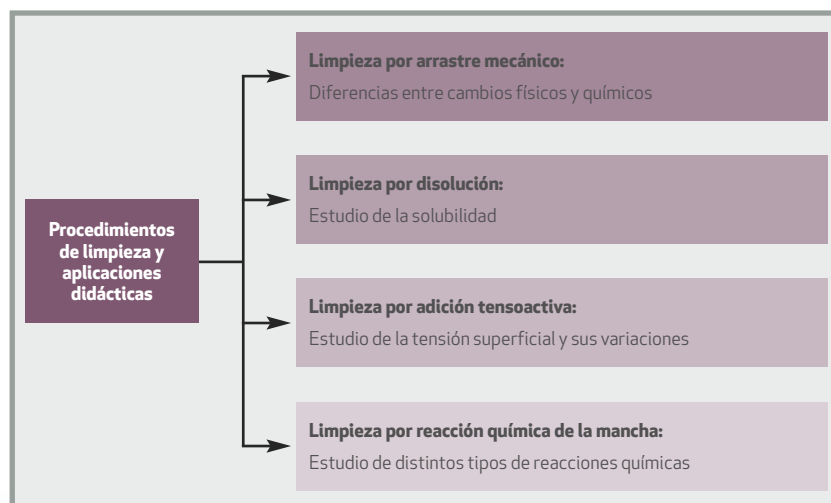 Procedimientos
de limpieza y
aplicaciones
didácticas
Limpieza por arrastre mecánico:
Diferencias entre cambios físicos y químicos
Limpieza por disolución:
Estudio de la solubilidad
Limpieza por adición tensoactiva:
Estudio de la tensión superficial y sus variaciones
Limpieza por reacción química de la mancha:
Estudio de distintos tipos de reacciones químicas